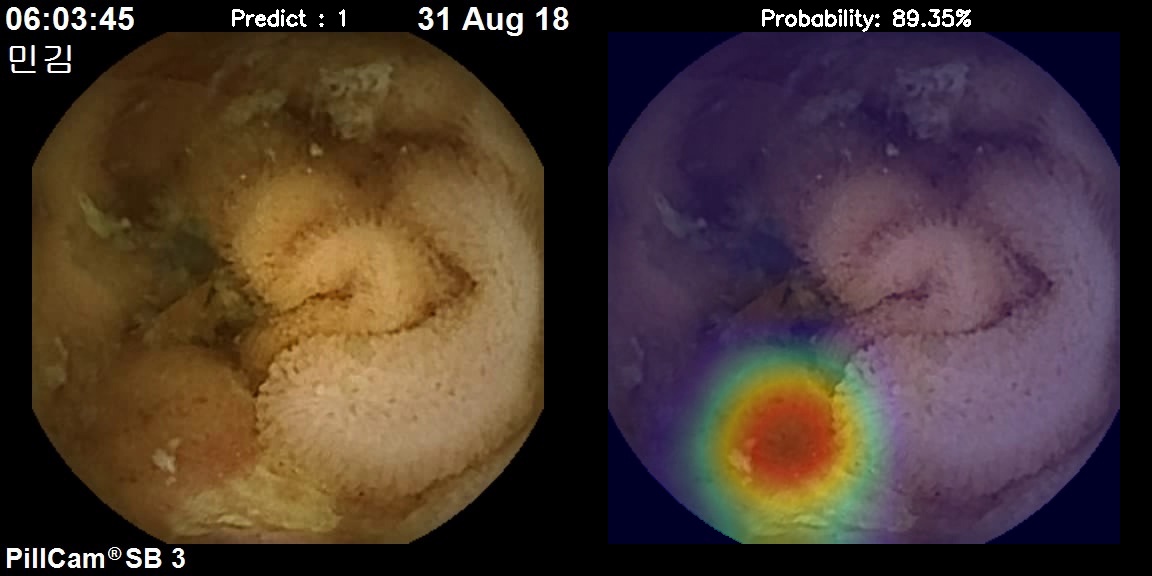 06:03:45
Predict : 1
31 Aug 18
Probability: 89.35%
민김
PillCam® SB 3